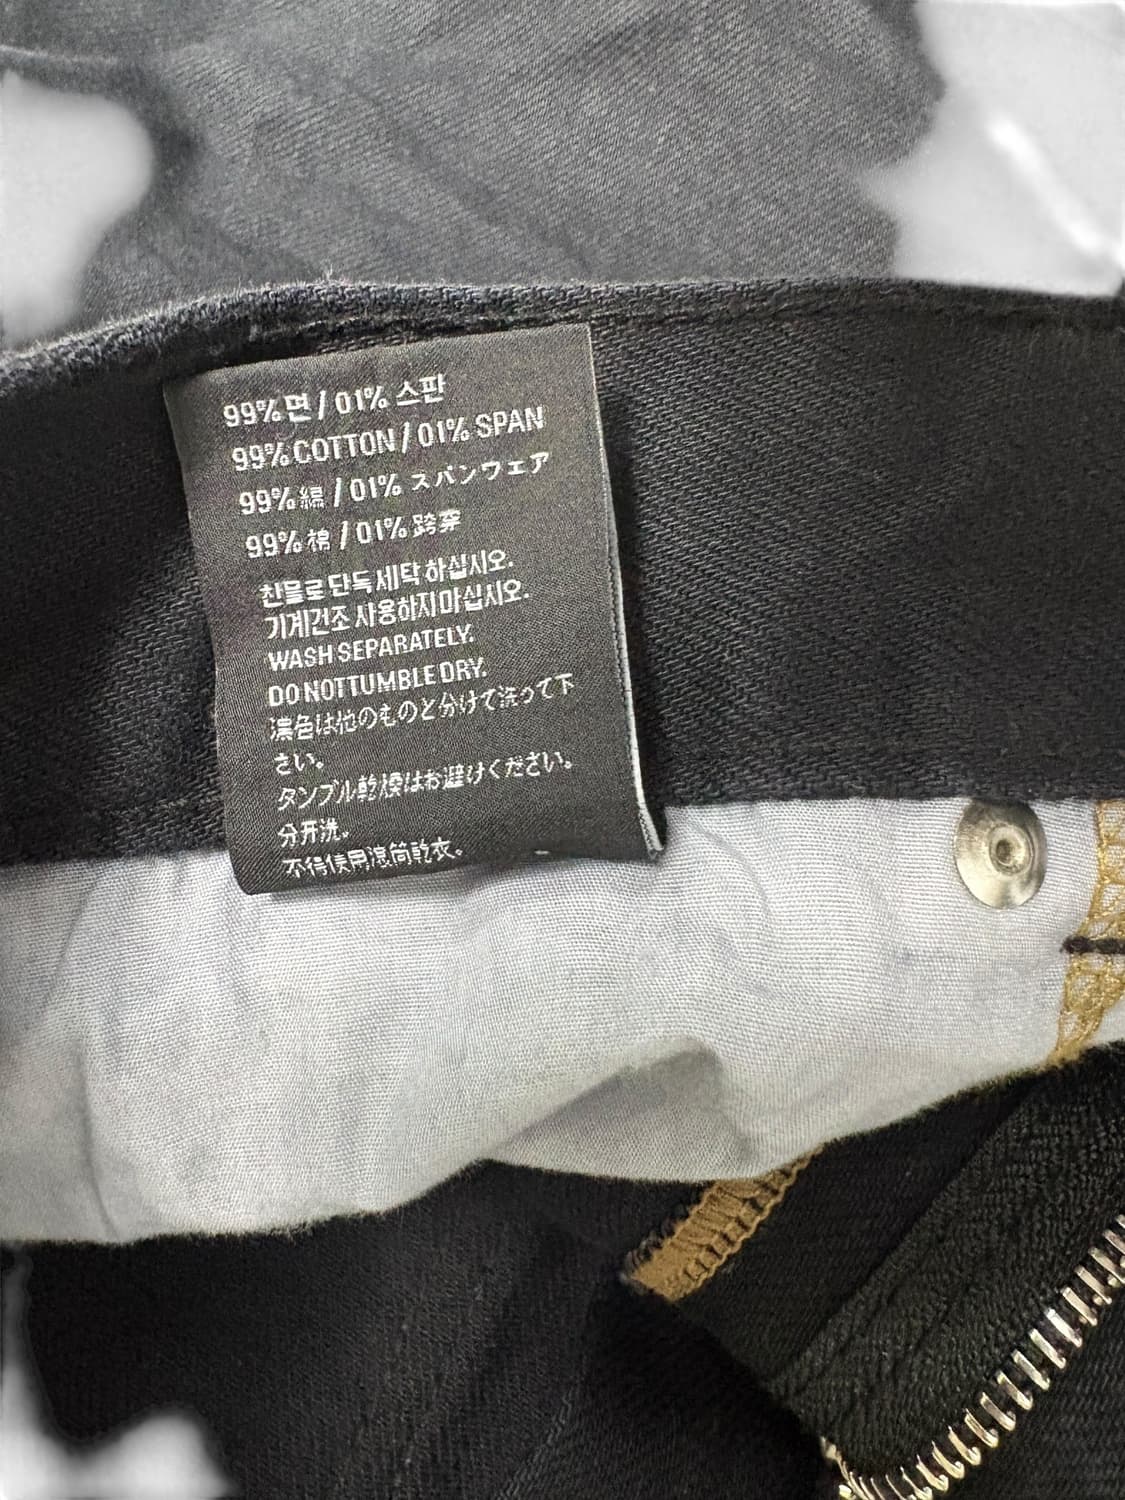 99%면/01% 스판
99%COTTON/01% SPAN
99%綿/01% スパンウェア
99%棉/01%跨穿
찬물로 단독세탁 하십시오.
기계건조 사용하지마십시오.
WASH SEPARATELY.
DO NOT TUMBLE DRY.
濃色は他のものと分けて洗って下
さい。
タンブル乾燥はお避けください。
分开洗。
不得使用滚筒乾衣。